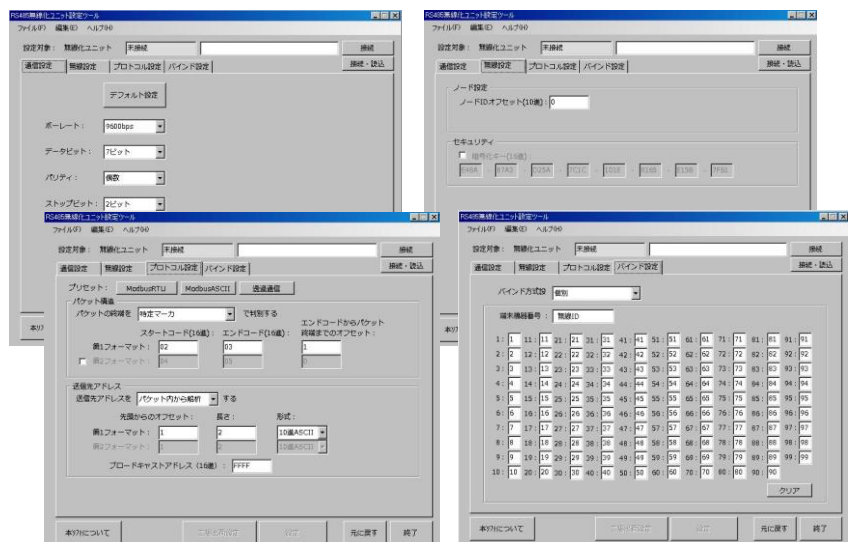 RS485無線化ユニット設定ツール
ファイル(F) 編集(E) ヘルプ(H)
設定対象： 無線化ユニット 未接続 接続
通信設定 無線設定 プロトコル設定 バインド設定 接続・読込
デフォルト設定
ボーレート： 9600bps
データビット： 7ビット
パリティ： 偶数
ストップビット： 2ビット
RS485無線化ユニット設定ツール
ファイル(F) 編集(E) ヘルプ(H)
設定対象： 無線化ユニット 未接続 接続
通信設定 無線設定 プロトコル設定 バインド設定 接続・読込
ノード設定
ノードIDオフセット(10進)： 0
セキュリティ
暗号化キー(16進)：
RS485無線化ユニット設定ツール
ファイル(F) 編集(E) ヘルプ(H)
設定対象： 無線化ユニット 未接続 接続
通信設定 無線設定 プロトコル設定 バインド設定 接続・読込
プリセット： ModbusRTU ModbusASCII 透過通信
パケット構造
パケットの終端を 特定マーカ で判別する
スタートコード(16進)： エンドコード(16進)： エンドコードからパケット終端までのオフセット：
第1フォーマット： 02 03 1
第2フォーマット： 04 05 0
送信先アドレス
送信先アドレスを パケット内から解析 する
先頭からのオフセット： 長さ： 形式：
第1フォーマット： 1 2 10進ASCII
第2フォーマット： 1 2 10進ASCII
ブロードキャストアドレス (16進) ： FFFF
本ソフトについて 工場出荷設定 設定 元に戻す 終了
RS485無線化ユニット設定ツール
ファイル(F) 編集(E) ヘルプ(H)
設定対象： 無線化ユニット 未接続 接続
通信設定 無線設定 プロトコル設定 バインド設定 接続・読込
バインド方式設 個別
端末機器番号： 無線ID
1: 1 11: 11 21: 21 31: 31 41: 41 51: 51 61: 61 71: 71 81: 81 91: 91
2: 2 12: 12 22: 22 32: 32 42: 42 52: 52 62: 62 72: 72 82: 82 92: 92
3: 3 13: 13 23: 23 33: 33 43: 43 53: 53 63: 63 73: 73 83: 83 93: 93
4: 4 14: 14 24: 24 34: 34 44: 44 54: 54 64: 64 74: 74 84: 84 94: 94
5: 5 15: 15 25: 25 35: 35 45: 45 55: 55 65: 65 75: 75 85: 85 95: 95
6: 6 16: 16 26: 26 36: 36 46: 46 56: 56 66: 66 76: 76 86: 86 96: 96
7: 7 17: 17 27: 27 37: 37 47: 47 57: 57 67: 67 77: 77 87: 87 97: 97
8: 8 18: 18 28: 28 38: 38 48: 48 58: 58 68: 68 78: 78 88: 88 98: 98
9: 9 19: 19 29: 29 39: 39 49: 49 59: 59 69: 69 79: 79 89: 89 99: 99
10: 10 20: 20 30: 30 40: 40 50: 50 60: 60 70: 70 80: 80 90: 90
クリア
本ソフトについて 工場出荷設定 設定 元に戻す 終了